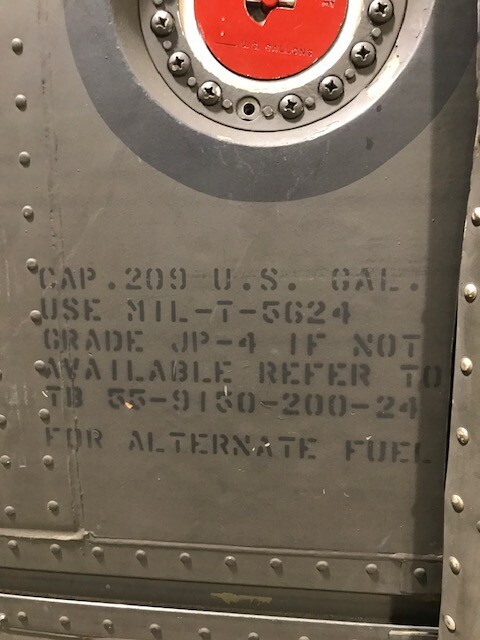 U.S. GALLONS
CAP. 209 U.S. GAL.
USE MIL-T-5624
GRADE JP-4 IF NOT
AVAILABLE REFER TO
TB 55-9150-200-24
FOR ALTERNATE FUEL